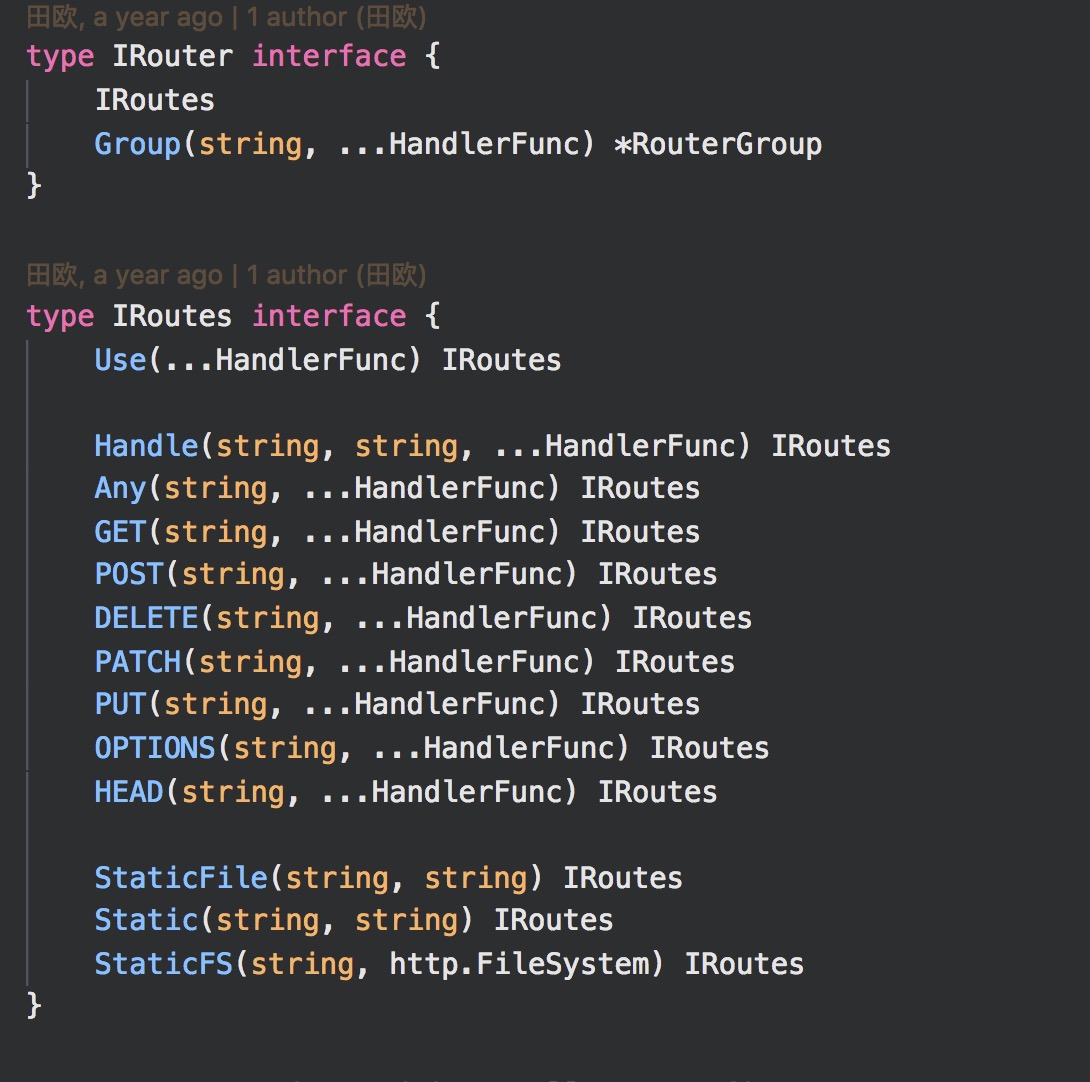 田欧, a year ago | 1 author (田欧)
type IRouter interface {
    IRoutes
    Group(string, ...HandlerFunc) *RouterGroup
}
田欧, a year ago | 1 author (田欧)
type IRoutes interface {
    Use(...HandlerFunc) IRoutes
    Handle(string, string, ...HandlerFunc) IRoutes
    Any(string, ...HandlerFunc) IRoutes
    GET(string, ...HandlerFunc) IRoutes
    POST(string, ...HandlerFunc) IRoutes
    DELETE(string, ...HandlerFunc) IRoutes
    PATCH(string, ...HandlerFunc) IRoutes
    PUT(string, ...HandlerFunc) IRoutes
    OPTIONS(string, ...HandlerFunc) IRoutes
    HEAD(string, ...HandlerFunc) IRoutes
    StaticFile(string, string) IRoutes
    Static(string, string) IRoutes
    StaticFS(string, http.FileSystem) IRoutes
}